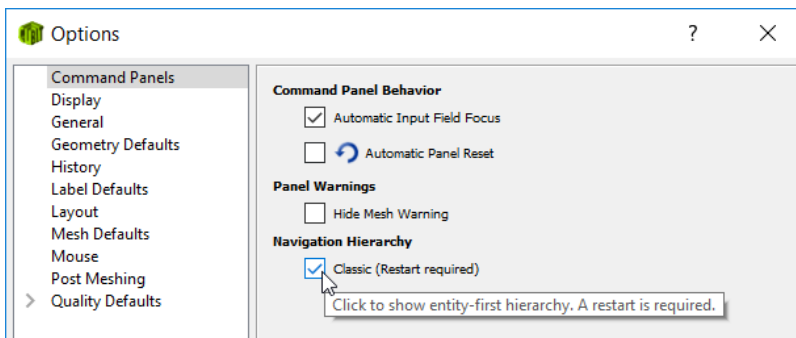 Options
?
Command Panels
Display
General
Geometry Defaults
History
Label Defaults
Layout
Mesh Defaults
Mouse
Post Meshing
Quality Defaults
Command Panel Behavior
Automatic Input Field Focus
Automatic Panel Reset
Panel Warnings
Hide Mesh Warning
Navigation Hierarchy
Classic (Restart required)
Click to show entity-first hierarchy. A restart is required.